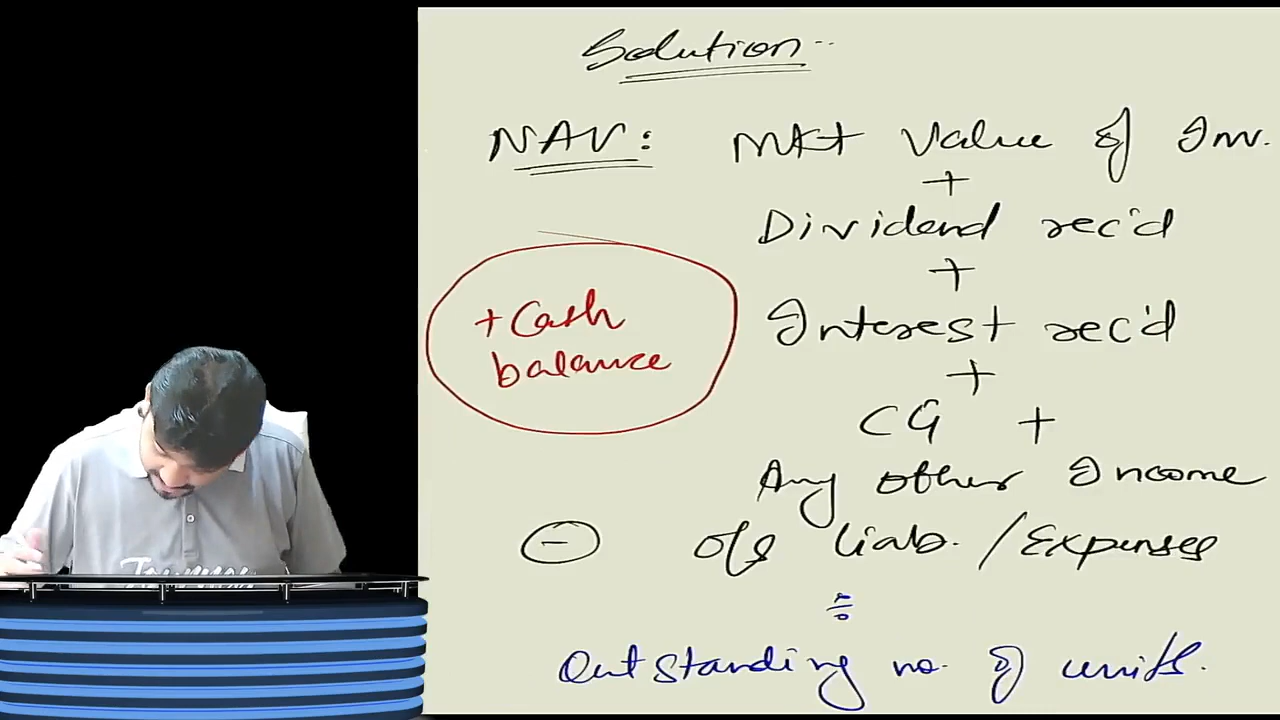 Solution..
NAV: Mkt Value of Inv.
+
Dividend rec'd
+
+ Cash
balance
Interest rec'd
+
CG +
Any other Income
- o/s liab. / Expenses
÷
Outstanding no. of units.